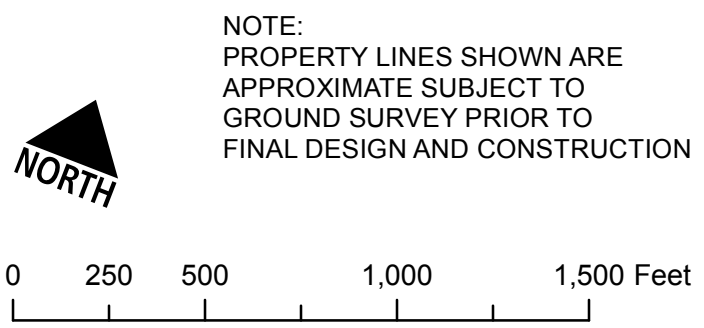 NOTE:
PROPERTY LINES SHOWN ARE
APPROXIMATE SUBJECT TO
GROUND SURVEY PRIOR TO
FINAL DESIGN AND CONSTRUCTION
NORTH
0 250 500 1,000 1,500 Feet